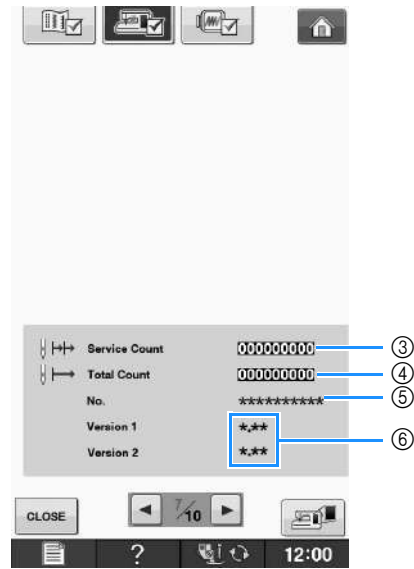 Service Count 000000000 ③
Total Count 000000000 ④
No. ********** ⑤
Version 1 *.** ⑥
Version 2 *.**
CLOSE 7/10
? 12:00